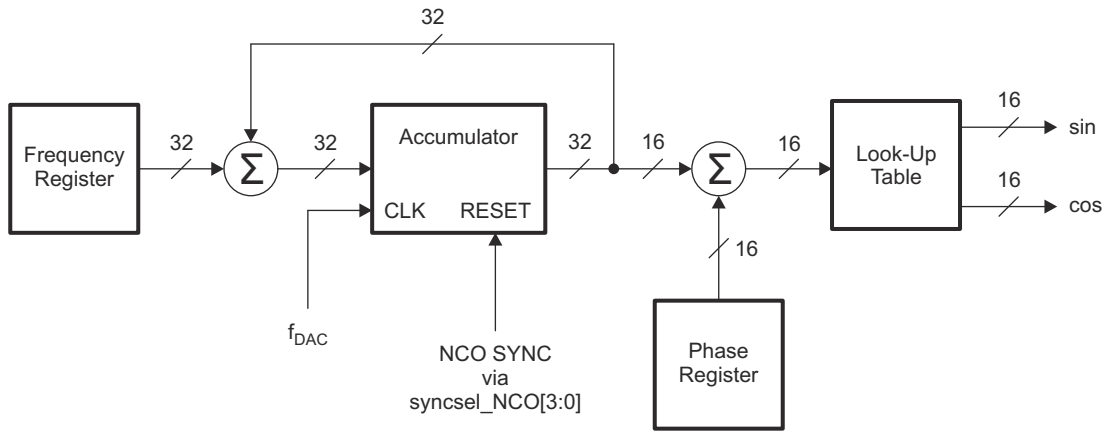 32
Frequency
Register
32
Σ
32
Accumulator
CLK RESET
32
16
Σ
16
Look-Up
Table
16
sin
16
cos
16
f_DAC
NCO SYNC
via
syncsel_NCO[3:0]
Phase
Register